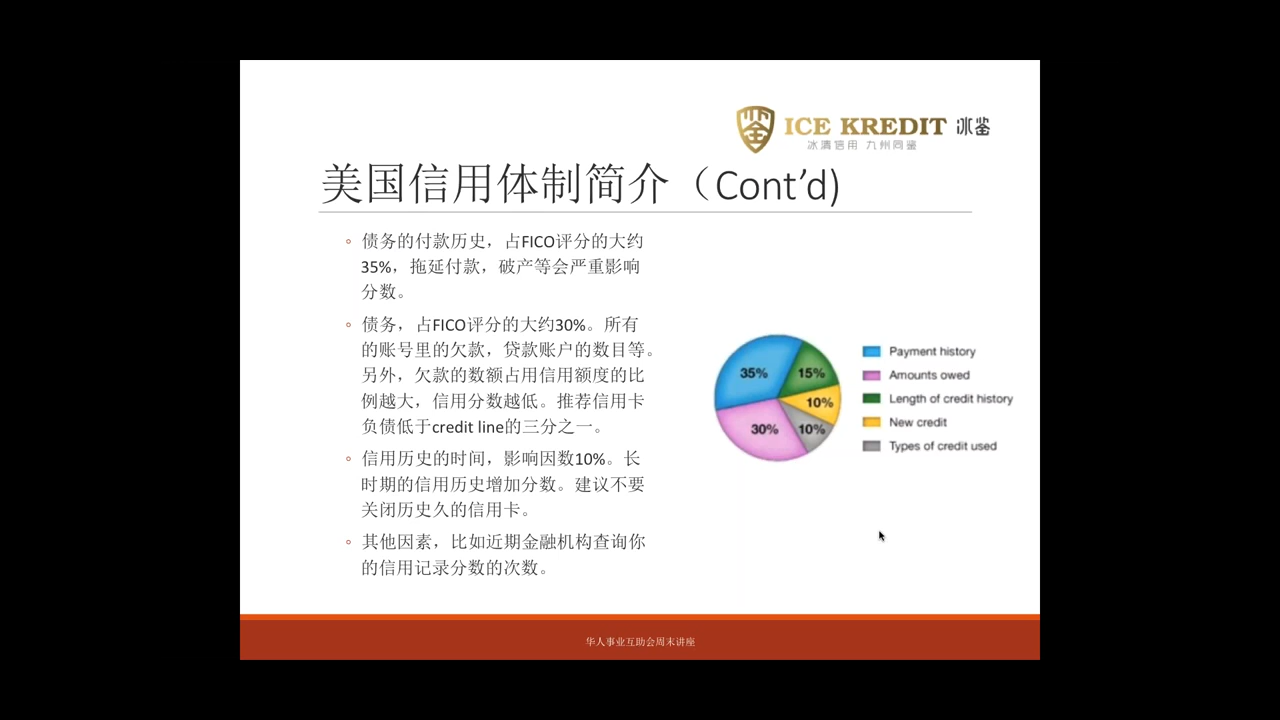 ICE KREDIT 冰鉴
冰清信用 九州同鉴
美国信用体制简介（Cont’d)
◦ 债务的付款历史，占FICO评分的大约
35%，拖延付款，破产等会严重影响
分数。
◦ 债务，占FICO评分的大约30%。所有
的账号里的欠款，贷款账户的数目等。
另外，欠款的数额占用信用额度的比
例越大，信用分数越低。推荐信用卡
负债低于credit line的三分之一。
◦ 信用历史的时间，影响因数10%。长
时期的信用历史增加分数。建议不要
关闭历史久的信用卡。
◦ 其他因素，比如近期金融机构查询你
的信用记录分数的次数。
35%
15%
10%
30%
10%
Payment history
Amounts owed
Length of credit history
New credit
Types of credit used
华人事业互助会周末讲座